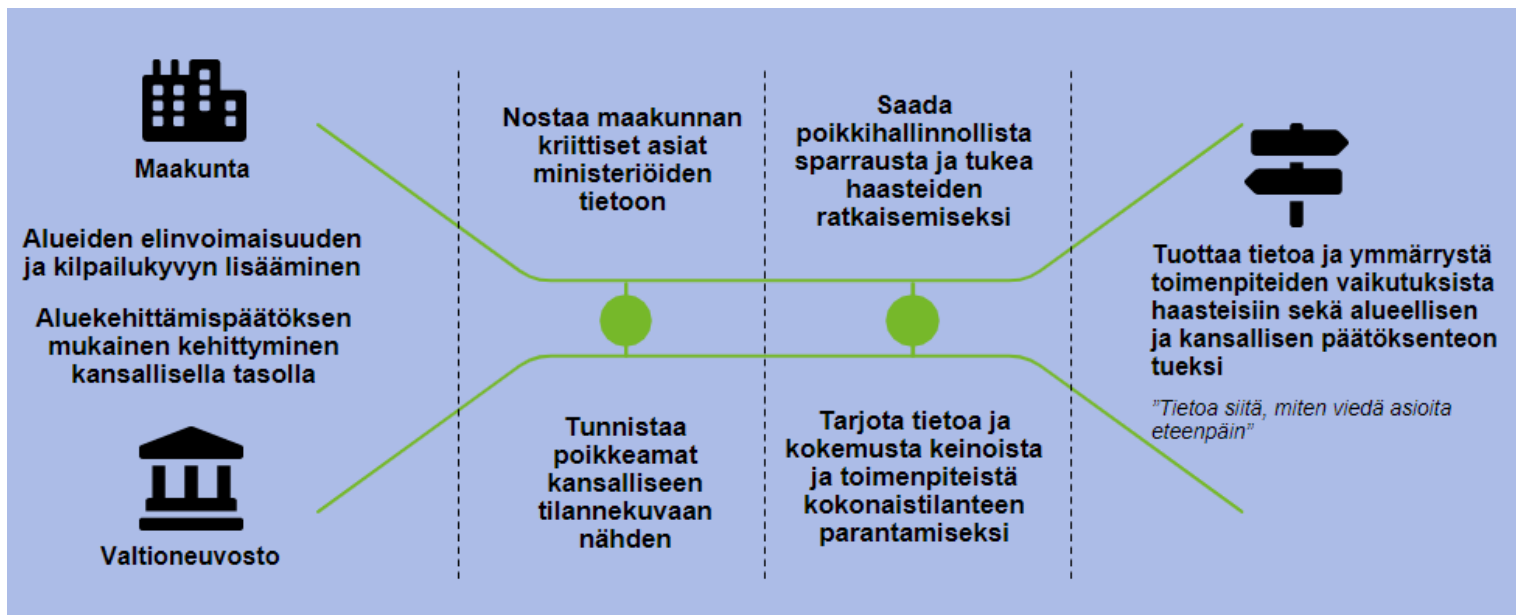 Maakunta
Alueiden elinvoimaisuuden
ja kilpailukyvyn lisääminen
Aluekehittämispäätöksen
mukainen kehittyminen
kansallisella tasolla
Valtioneuvosto
Nostaa maakunnan
kriittiset asiat
ministeriöiden
tietoon
Tunnistaa
poikkeamat
kansalliseen
tilannekuvaan
nähden
Saada
poikkihallinnollista
sparrausta ja tukea
haasteiden
ratkaisemiseksi
Tarjota tietoa ja
kokemusta keinoista
ja toimenpiteistä
kokonaistilanteen
parantamiseksi
Tuottaa tietoa ja ymmärrystä
toimenpiteiden vaikutuksista
haasteisiin sekä alueellisen
ja kansallisen päätöksenteon
tueksi
”Tietoa siitä, miten viedä asioita
eteenpäin”